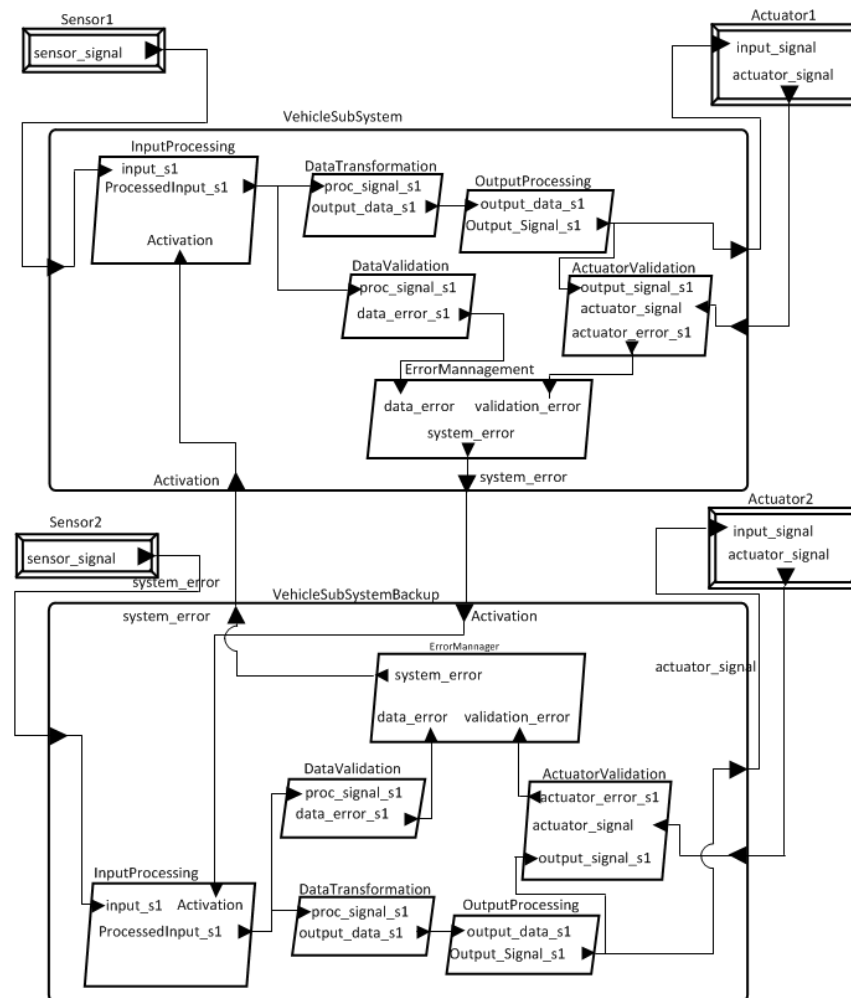 Sensor1
sensor_signal
Actuator1
input_signal
actuator_signal
VehicleSubSystem
InputProcessing
input_s1
ProcessedInput_s1
Activation
DataTransformation
proc_signal_s1
output_data_s1
OutputProcessing
output_data_s1
Output_Signal_s1
DataValidation
proc_signal_s1
data_error_s1
ActuatorValidation
output_signal_s1
actuator_signal
actuator_error_s1
ErrorMannagement
data_error
validation_error
system_error
Activation
system_error
Sensor2
sensor_signal
system_error
Actuator2
input_signal
actuator_signal
VehicleSubSystemBackup
system_error
Activation
ErrorMannager
system_error
data_error
validation_error
actuator_signal
DataValidation
proc_signal_s1
data_error_s1
ActuatorValidation
actuator_error_s1
actuator_signal
output_signal_s1
InputProcessing
input_s1
Activation
ProcessedInput_s1
DataTransformation
proc_signal_s1
output_data_s1
OutputProcessing
output_data_s1
Output_Signal_s1